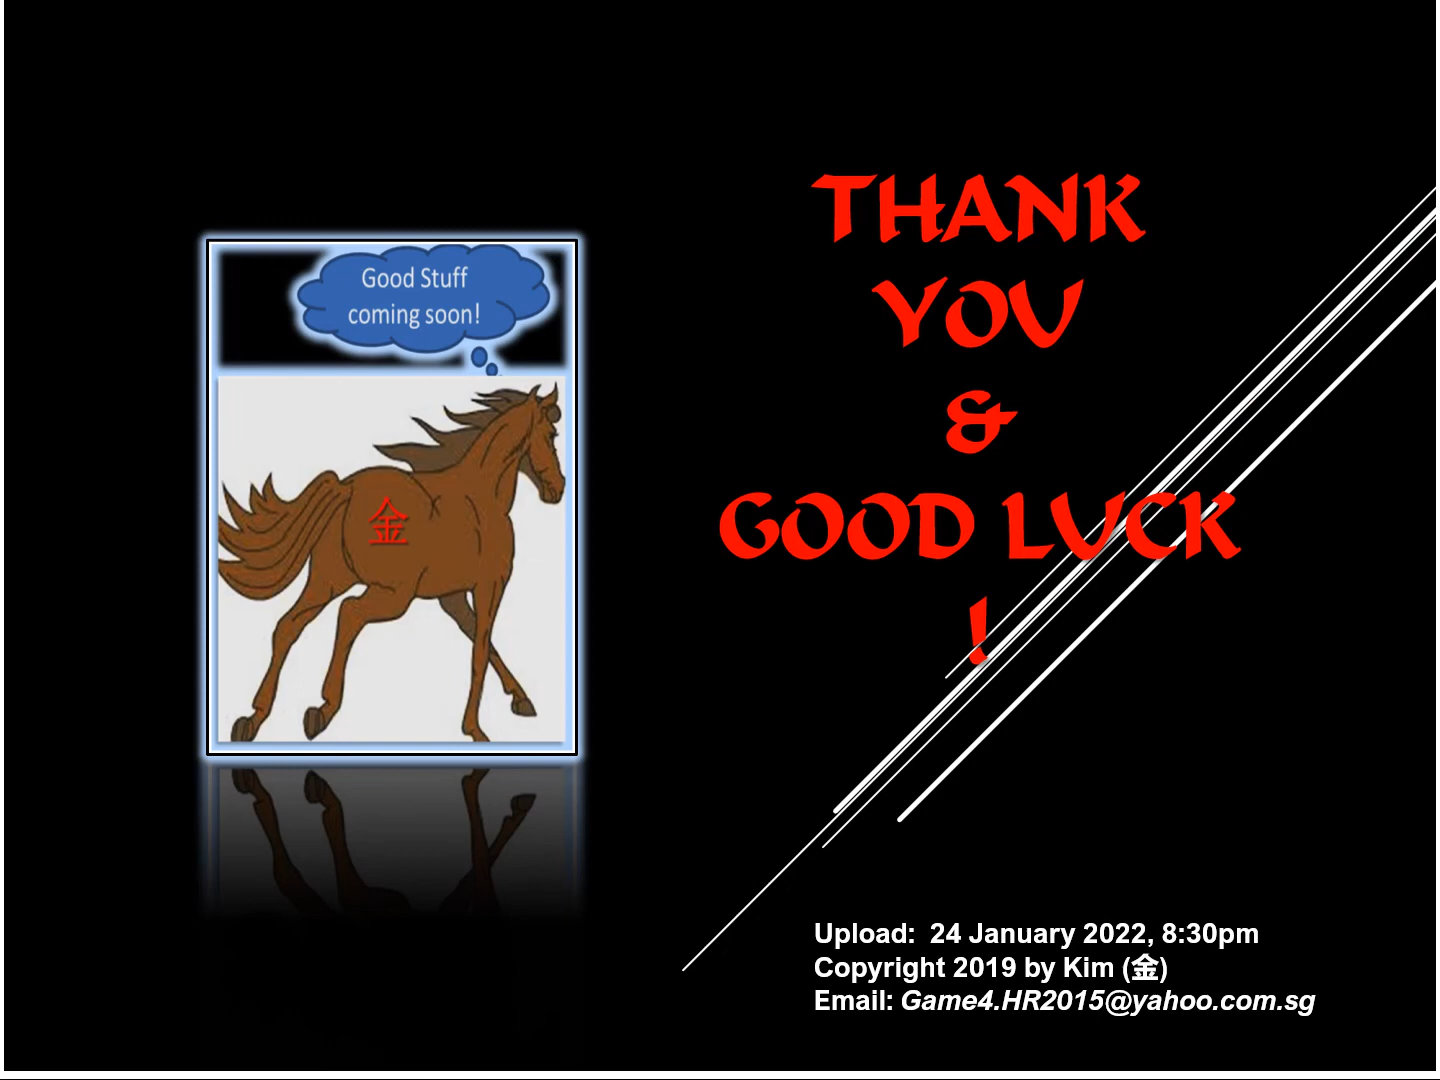 Good Stuff
coming soon!
金
THANK
YOU
&
GOOD LUCK
!
Upload:  24 January 2022, 8:30pm
Copyright 2019 by Kim (金)
Email: Game4.HR2015@yahoo.com.sg